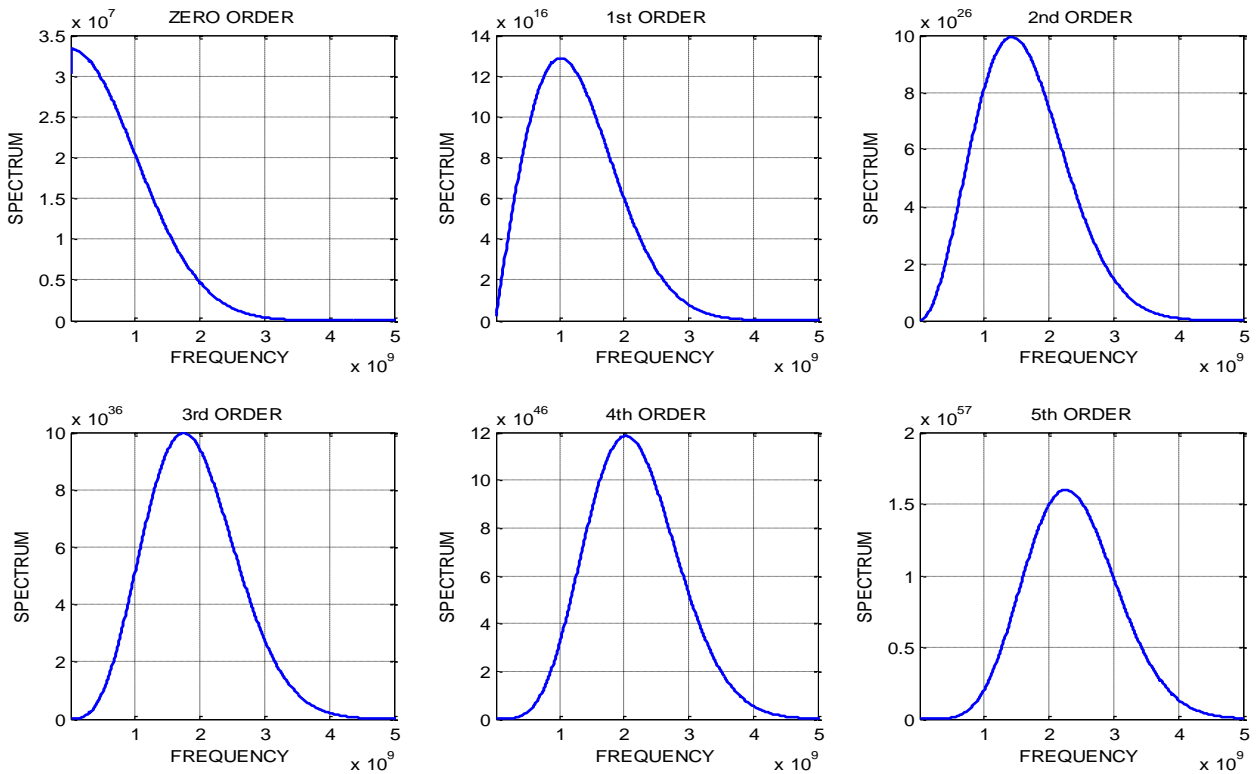 x 10^7
ZERO ORDER
3.5
3
2.5
2
1.5
1
0.5
0
SPECTRUM
1 2 3 4 5
FREQUENCY
x 10^9
x 10^16
1st ORDER
14
12
10
8
6
4
2
0
SPECTRUM
1 2 3 4 5
FREQUENCY
x 10^9
x 10^26
2nd ORDER
10
8
6
4
2
0
SPECTRUM
1 2 3 4 5
FREQUENCY
x 10^9
x 10^36
3rd ORDER
10
8
6
4
2
0
SPECTRUM
1 2 3 4 5
FREQUENCY
x 10^9
x 10^46
4th ORDER
12
10
8
6
4
2
0
SPECTRUM
1 2 3 4 5
FREQUENCY
x 10^9
x 10^57
5th ORDER
2
1.5
1
0.5
0
SPECTRUM
1 2 3 4 5
FREQUENCY
x 10^9